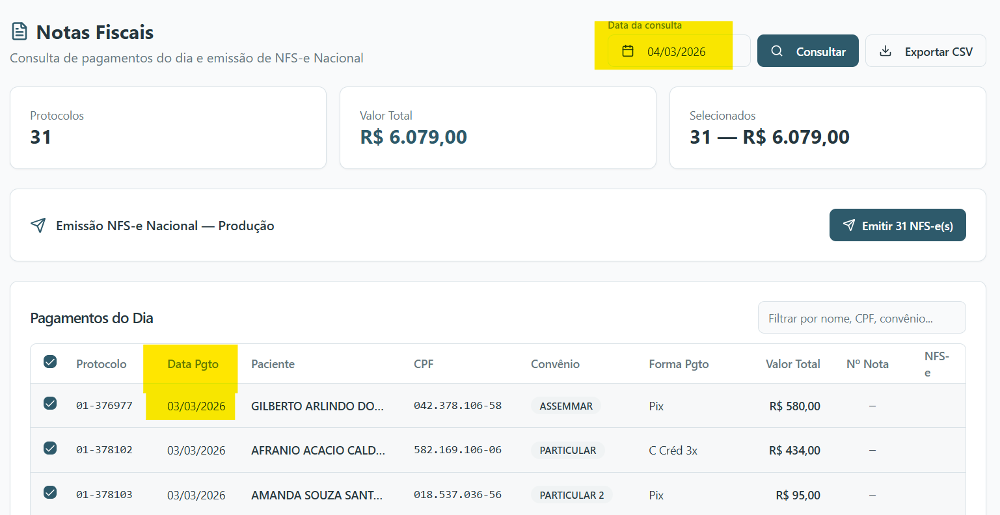 Notas Fiscais
Consulta de pagamentos do dia e emissão de NFS-e Nacional
Data da consulta
04/03/2026
Consultar
Exportar CSV
Protocolos
31
Valor Total
R$ 6.079,00
Selecionados
31 — R$ 6.079,00
Emissão NFS-e Nacional — Produção
Emitir 31 NFS-e(s)
Pagamentos do Dia
Filtrar por nome, CPF, convênio...
Protocolo Data Pgto Paciente CPF Convênio Forma Pgto Valor Total Nº Nota NFS-e
01-376977 03/03/2026 GILBERTO ARLINDO DO... 042.378.106-58 ASSEMMAR Pix R$ 580,00 —
01-378102 03/03/2026 AFRANIO ACACIO CALD... 582.169.106-06 PARTICULAR C Créd 3x R$ 434,00 —
01-378103 03/03/2026 AMANDA SOUZA SANT... 018.537.036-56 PARTICULAR 2 Pix R$ 95,00 —